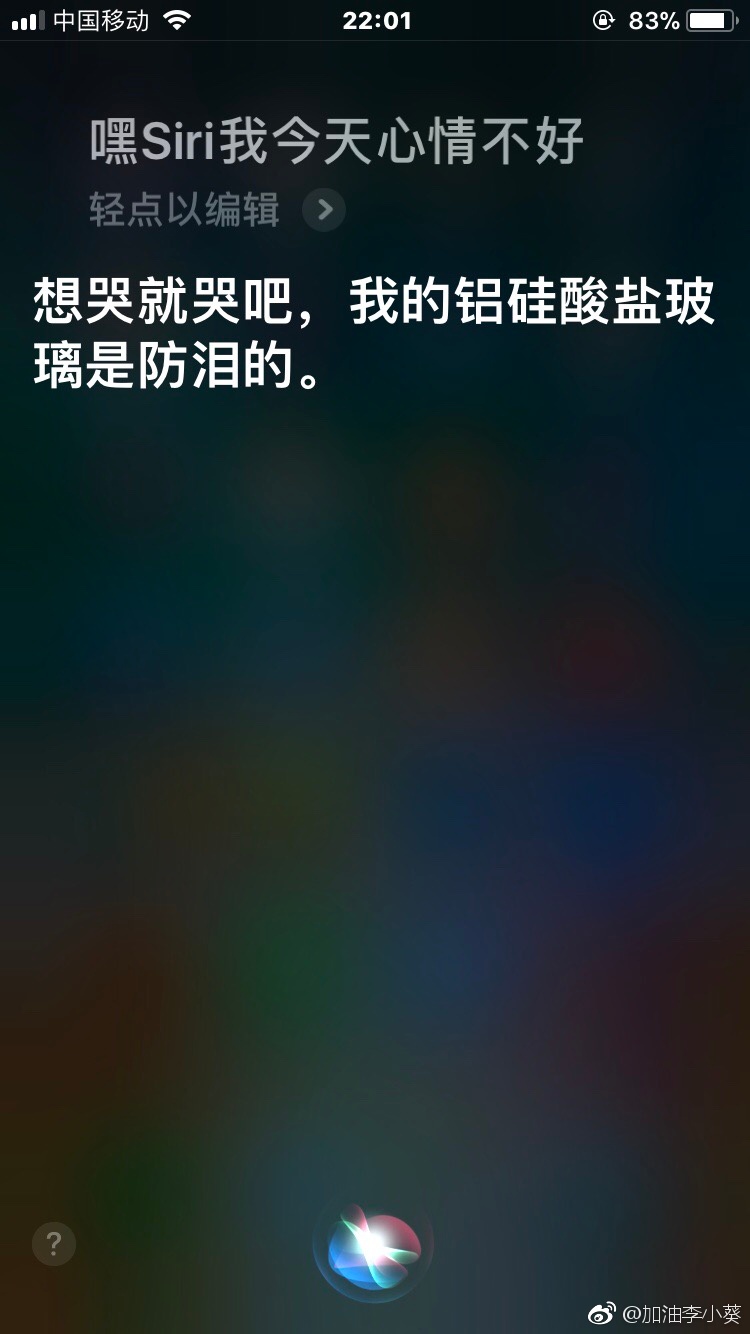 中国移动 22:01 83%
嘿Siri我今天心情不好
轻点以编辑
想哭就哭吧，我的铝硅酸盐玻
璃是防泪的。
?
@加油李小葵